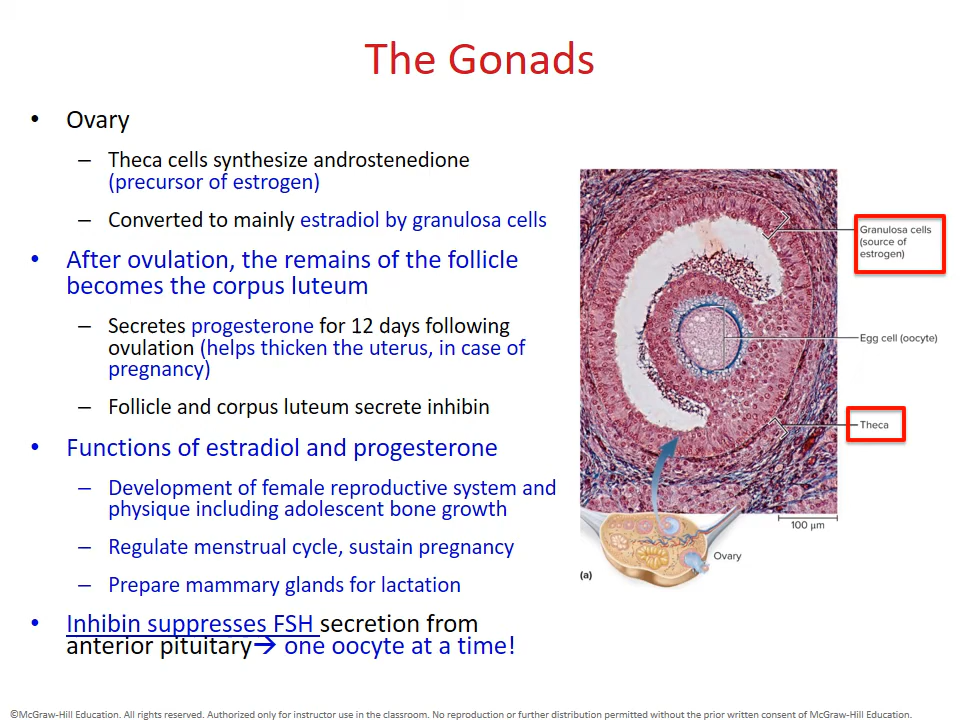 The Gonads
• Ovary
– Theca cells synthesize androstenedione
(precursor of estrogen)
– Converted to mainly estradiol by granulosa cells
• After ovulation, the remains of the follicle
becomes the corpus luteum
– Secretes progesterone for 12 days following
ovulation (helps thicken the uterus, in case of
pregnancy)
– Follicle and corpus luteum secrete inhibin
• Functions of estradiol and progesterone
– Development of female reproductive system and
physique including adolescent bone growth
– Regulate menstrual cycle, sustain pregnancy
– Prepare mammary glands for lactation
• Inhibin suppresses FSH secretion from
anterior pituitary→ one oocyte at a time!
Granulosa cells
(source of
estrogen)
Egg cell (oocyte)
Theca
100 μm
Ovary
(a)
©McGraw-Hill Education. All rights reserved. Authorized only for instructor use in the classroom. No reproduction or further distribution permitted without the prior written consent of McGraw-Hill Education.